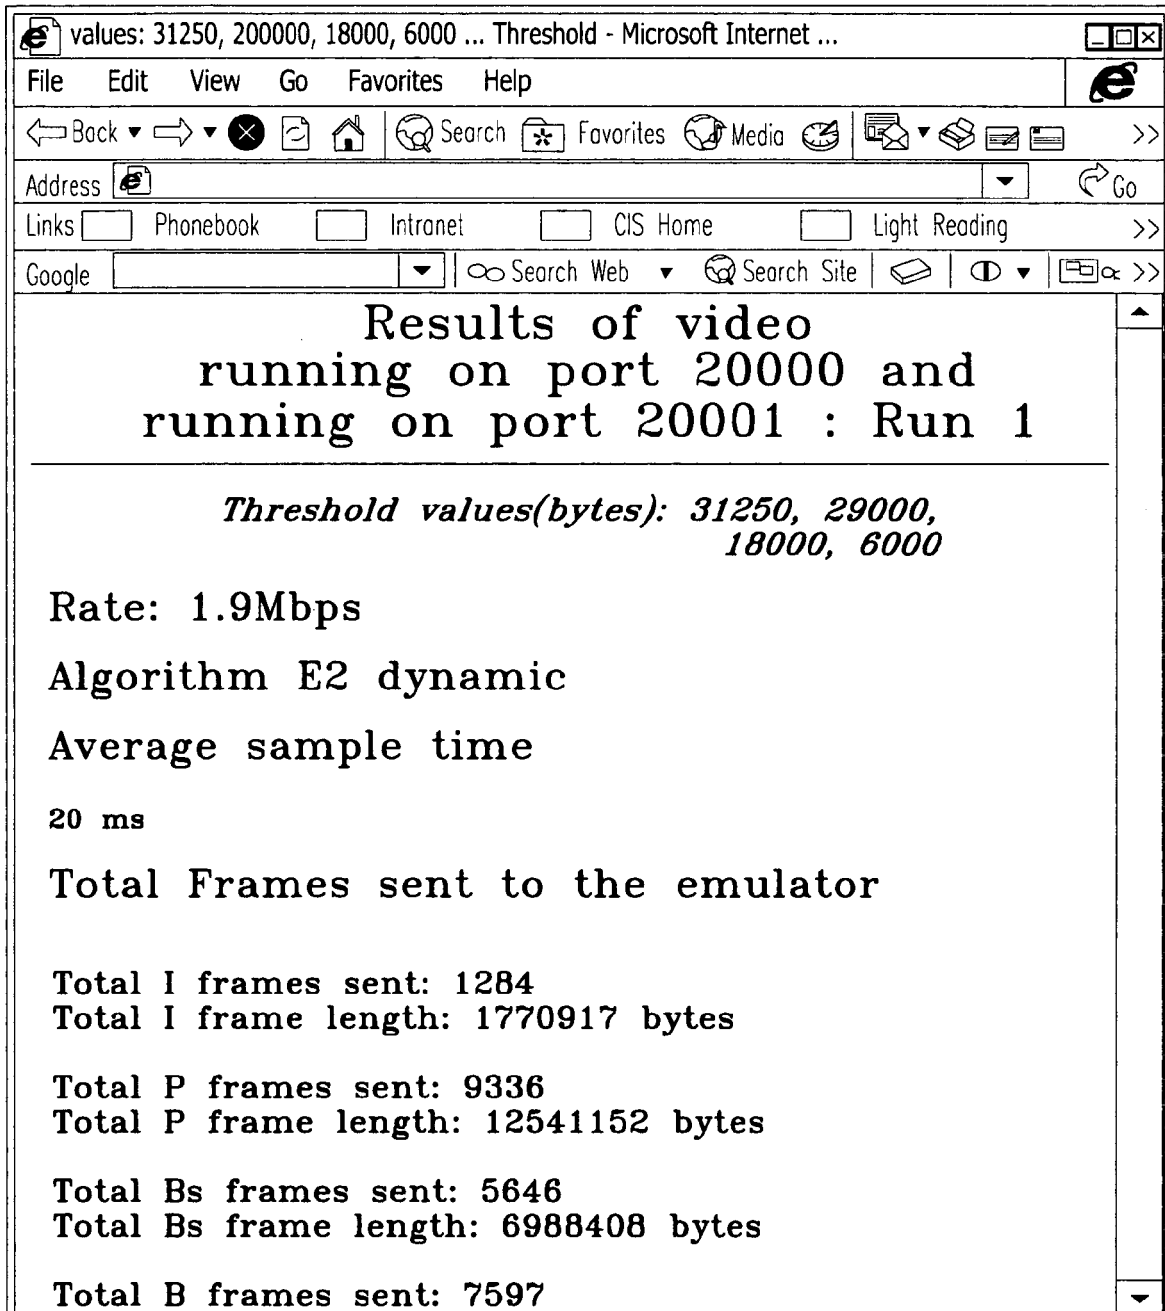 values: 31250, 200000, 18000, 6000 ... Threshold - Microsoft Internet ...
File Edit View Go Favorites Help
Back Search Favorites Media >>
Address Go
Links Phonebook Intranet CIS Home Light Reading >>
Google Search Web Search Site >>
Results of video
running on port 20000 and
running on port 20001 : Run 1
Threshold values(bytes): 31250, 29000,
18000, 6000
Rate: 1.9Mbps
Algorithm E2 dynamic
Average sample time
20 ms
Total Frames sent to the emulator
Total I frames sent: 1284
Total I frame length: 1770917 bytes
Total P frames sent: 9336
Total P frame length: 12541152 bytes
Total Bs frames sent: 5646
Total Bs frame length: 6988408 bytes
Total B frames sent: 7597